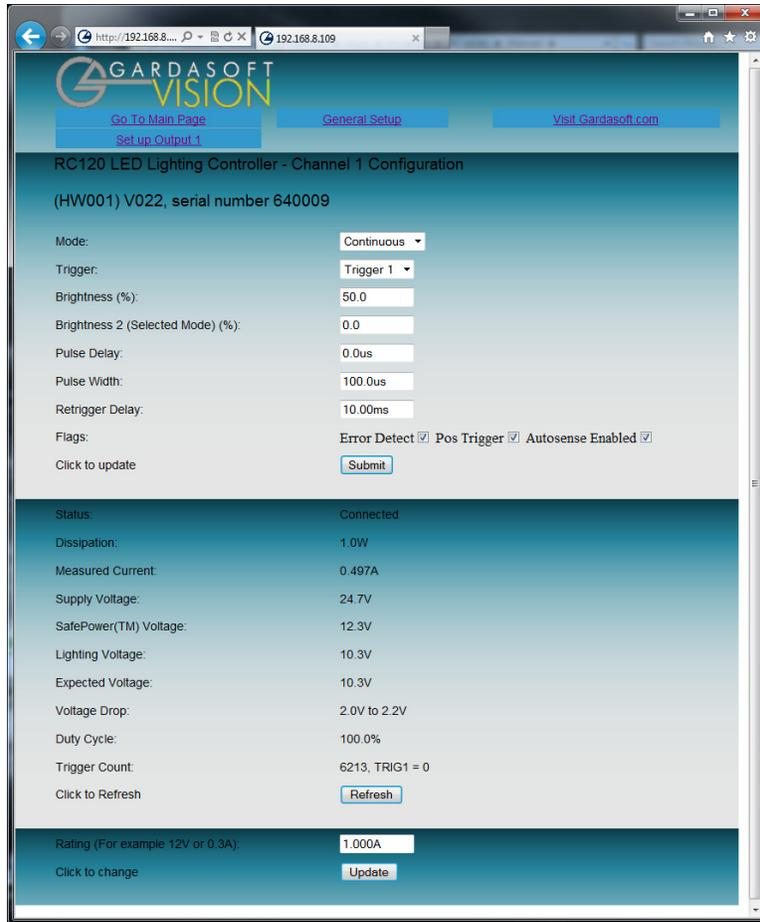 http://192.168.8.... 192.168.8.109
GARDASOFT
VISION
Go To Main Page General Setup Visit Gardasoft.com
Set up Output 1
RC120 LED Lighting Controller - Channel 1 Configuration
(HW001) V022, serial number 640009
Mode: Continuous
Trigger: Trigger 1
Brightness (%): 50.0
Brightness 2 (Selected Mode) (%): 0.0
Pulse Delay: 0.0us
Pulse Width: 100.0us
Retrigger Delay: 10.00ms
Flags: Error Detect Pos Trigger Autosense Enabled
Click to update Submit
Status: Connected
Dissipation: 1.0W
Measured Current: 0.497A
Supply Voltage: 24.7V
SafePower(TM) Voltage: 12.3V
Lighting Voltage: 10.3V
Expected Voltage: 10.3V
Voltage Drop: 2.0V to 2.2V
Duty Cycle: 100.0%
Trigger Count: 6213, TRIG1 = 0
Click to Refresh Refresh
Rating (For example 12V or 0.3A): 1.000A
Click to change Update